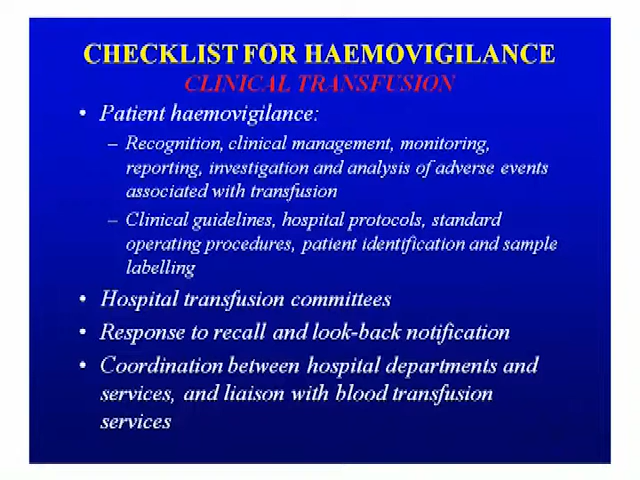 CHECKLIST FOR HAEMOVIGILANCE
CLINICAL TRANSFUSION
• Patient haemovigilance:
– Recognition, clinical management, monitoring,
reporting, investigation and analysis of adverse events
associated with transfusion
– Clinical guidelines, hospital protocols, standard
operating procedures, patient identification and sample
labelling
• Hospital transfusion committees
• Response to recall and look-back notification
• Coordination between hospital departments and
services, and liaison with blood transfusion
services